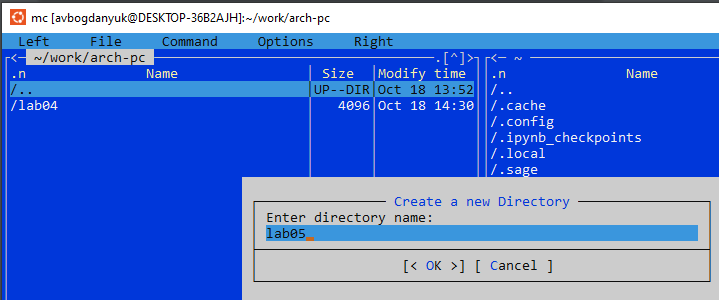 mc [avbogdanyuk@DESKTOP-36B2AJH]:~/work/arch-pc
Left File Command Options Right
<— ~/work/arch-pc .[^]>
.n Name Size Modify time
/.. UP--DIR Oct 18 13:52
/lab04 4096 Oct 18 14:30
<— ~
.n Name
/..
/.cache
/.config
/.ipynb_checkpoints
/.local
/.sage
Create a new Directory
Enter directory name:
lab05
[< OK >] [ Cancel ]